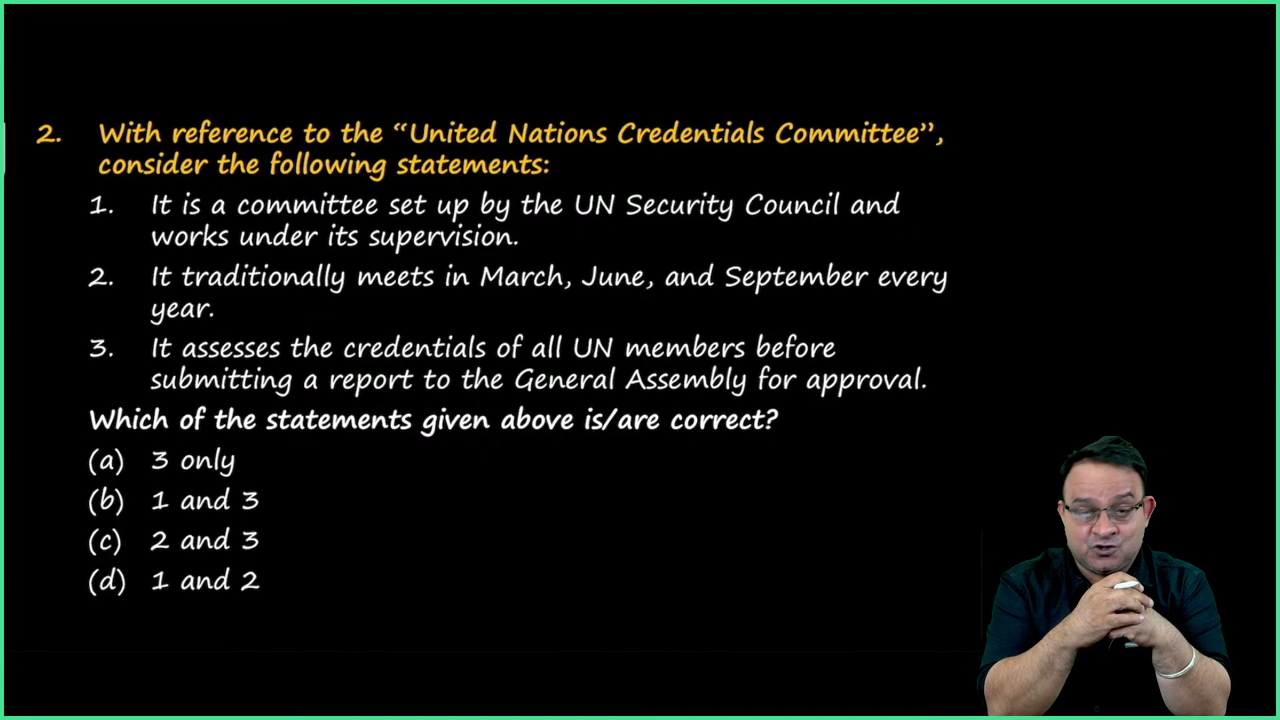 2. With reference to the “United Nations Credentials Committee”,
consider the following statements:
1. It is a committee set up by the UN Security Council and
works under its supervision.
2. It traditionally meets in March, June, and September every
year.
3. It assesses the credentials of all UN members before
submitting a report to the General Assembly for approval.
Which of the statements given above is/are correct?
(a) 3 only
(b) 1 and 3
(c) 2 and 3
(d) 1 and 2